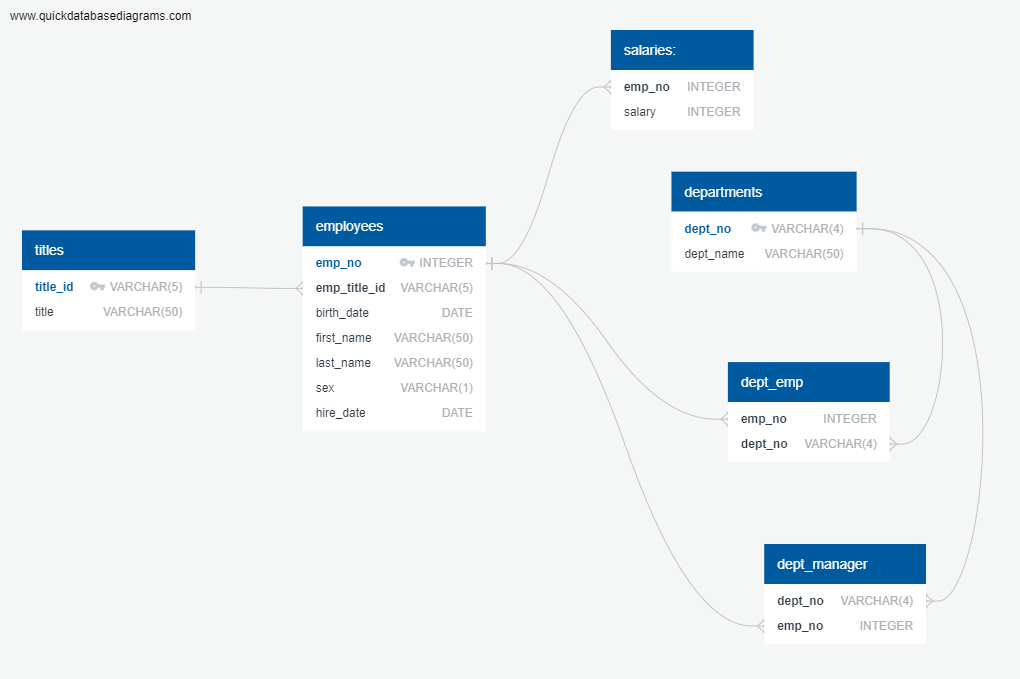 www.quickdatabasediagrams.com
salaries:
emp_no INTEGER
salary INTEGER
departments
dept_no VARCHAR(4)
dept_name VARCHAR(50)
employees
emp_no INTEGER
emp_title_id VARCHAR(5)
birth_date DATE
first_name VARCHAR(50)
last_name VARCHAR(50)
sex VARCHAR(1)
hire_date DATE
titles
title_id VARCHAR(5)
title VARCHAR(50)
dept_emp
emp_no INTEGER
dept_no VARCHAR(4)
dept_manager
dept_no VARCHAR(4)
emp_no INTEGER